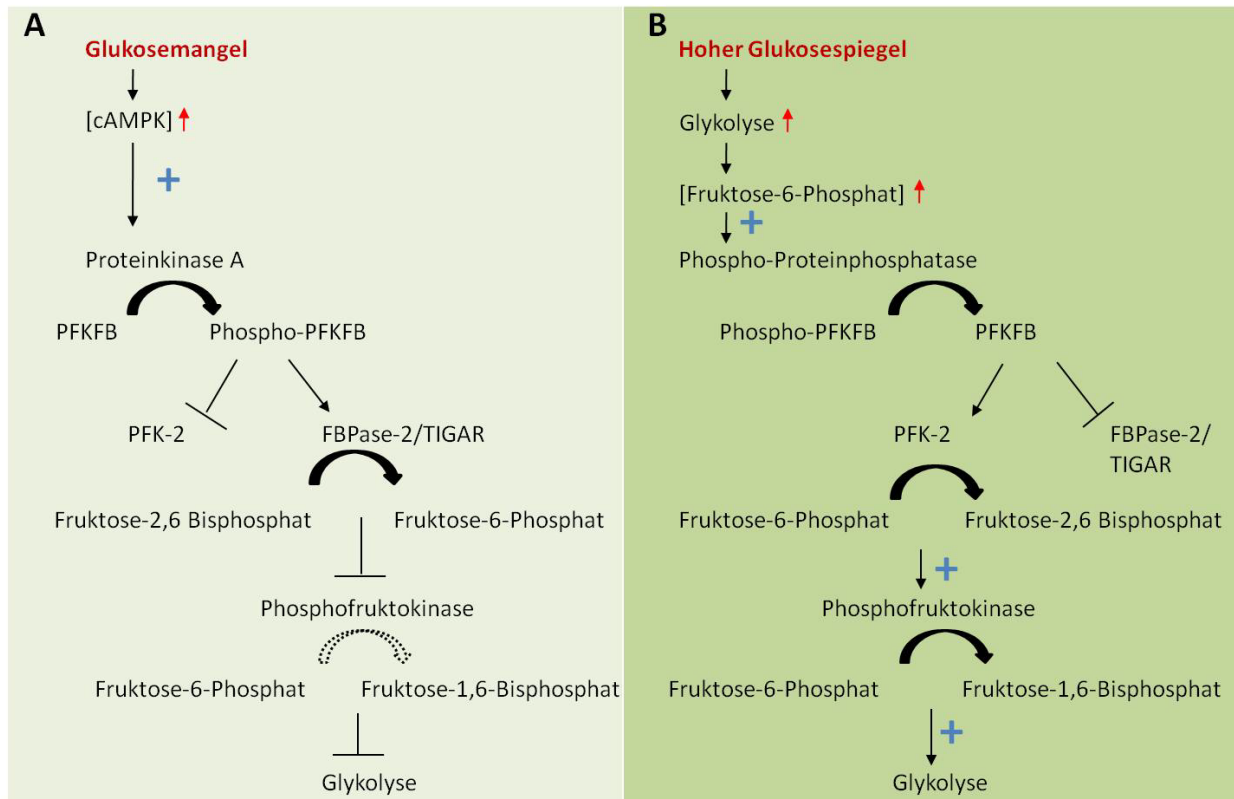 A
Glukosemangel
[cAMPK]
+
Proteinkinase A
PFKFB Phospho-PFKFB
PFK-2 FBPase-2/TIGAR
Fruktose-2,6 Bisphosphat Fruktose-6-Phosphat
Phosphofruktokinase
Fruktose-6-Phosphat Fruktose-1,6-Bisphosphat
Glykolyse
B
Hoher Glukosespiegel
Glykolyse
[Fruktose-6-Phosphat]
+
Phospho-Proteinphosphatase
Phospho-PFKFB PFKFB
PFK-2 FBPase-2/
TIGAR
Fruktose-6-Phosphat Fruktose-2,6 Bisphosphat
+
Phosphofruktokinase
Fruktose-6-Phosphat Fruktose-1,6-Bisphosphat
+
Glykolyse